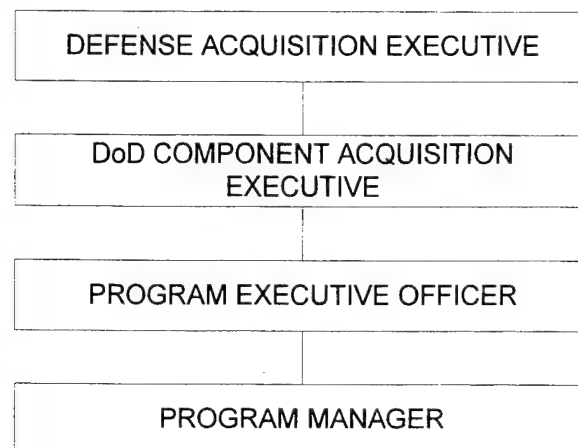 DEFENSE ACQUISITION EXECUTIVE
DoD COMPONENT ACQUISITION
EXECUTIVE
PROGRAM EXECUTIVE OFFICER
PROGRAM MANAGER